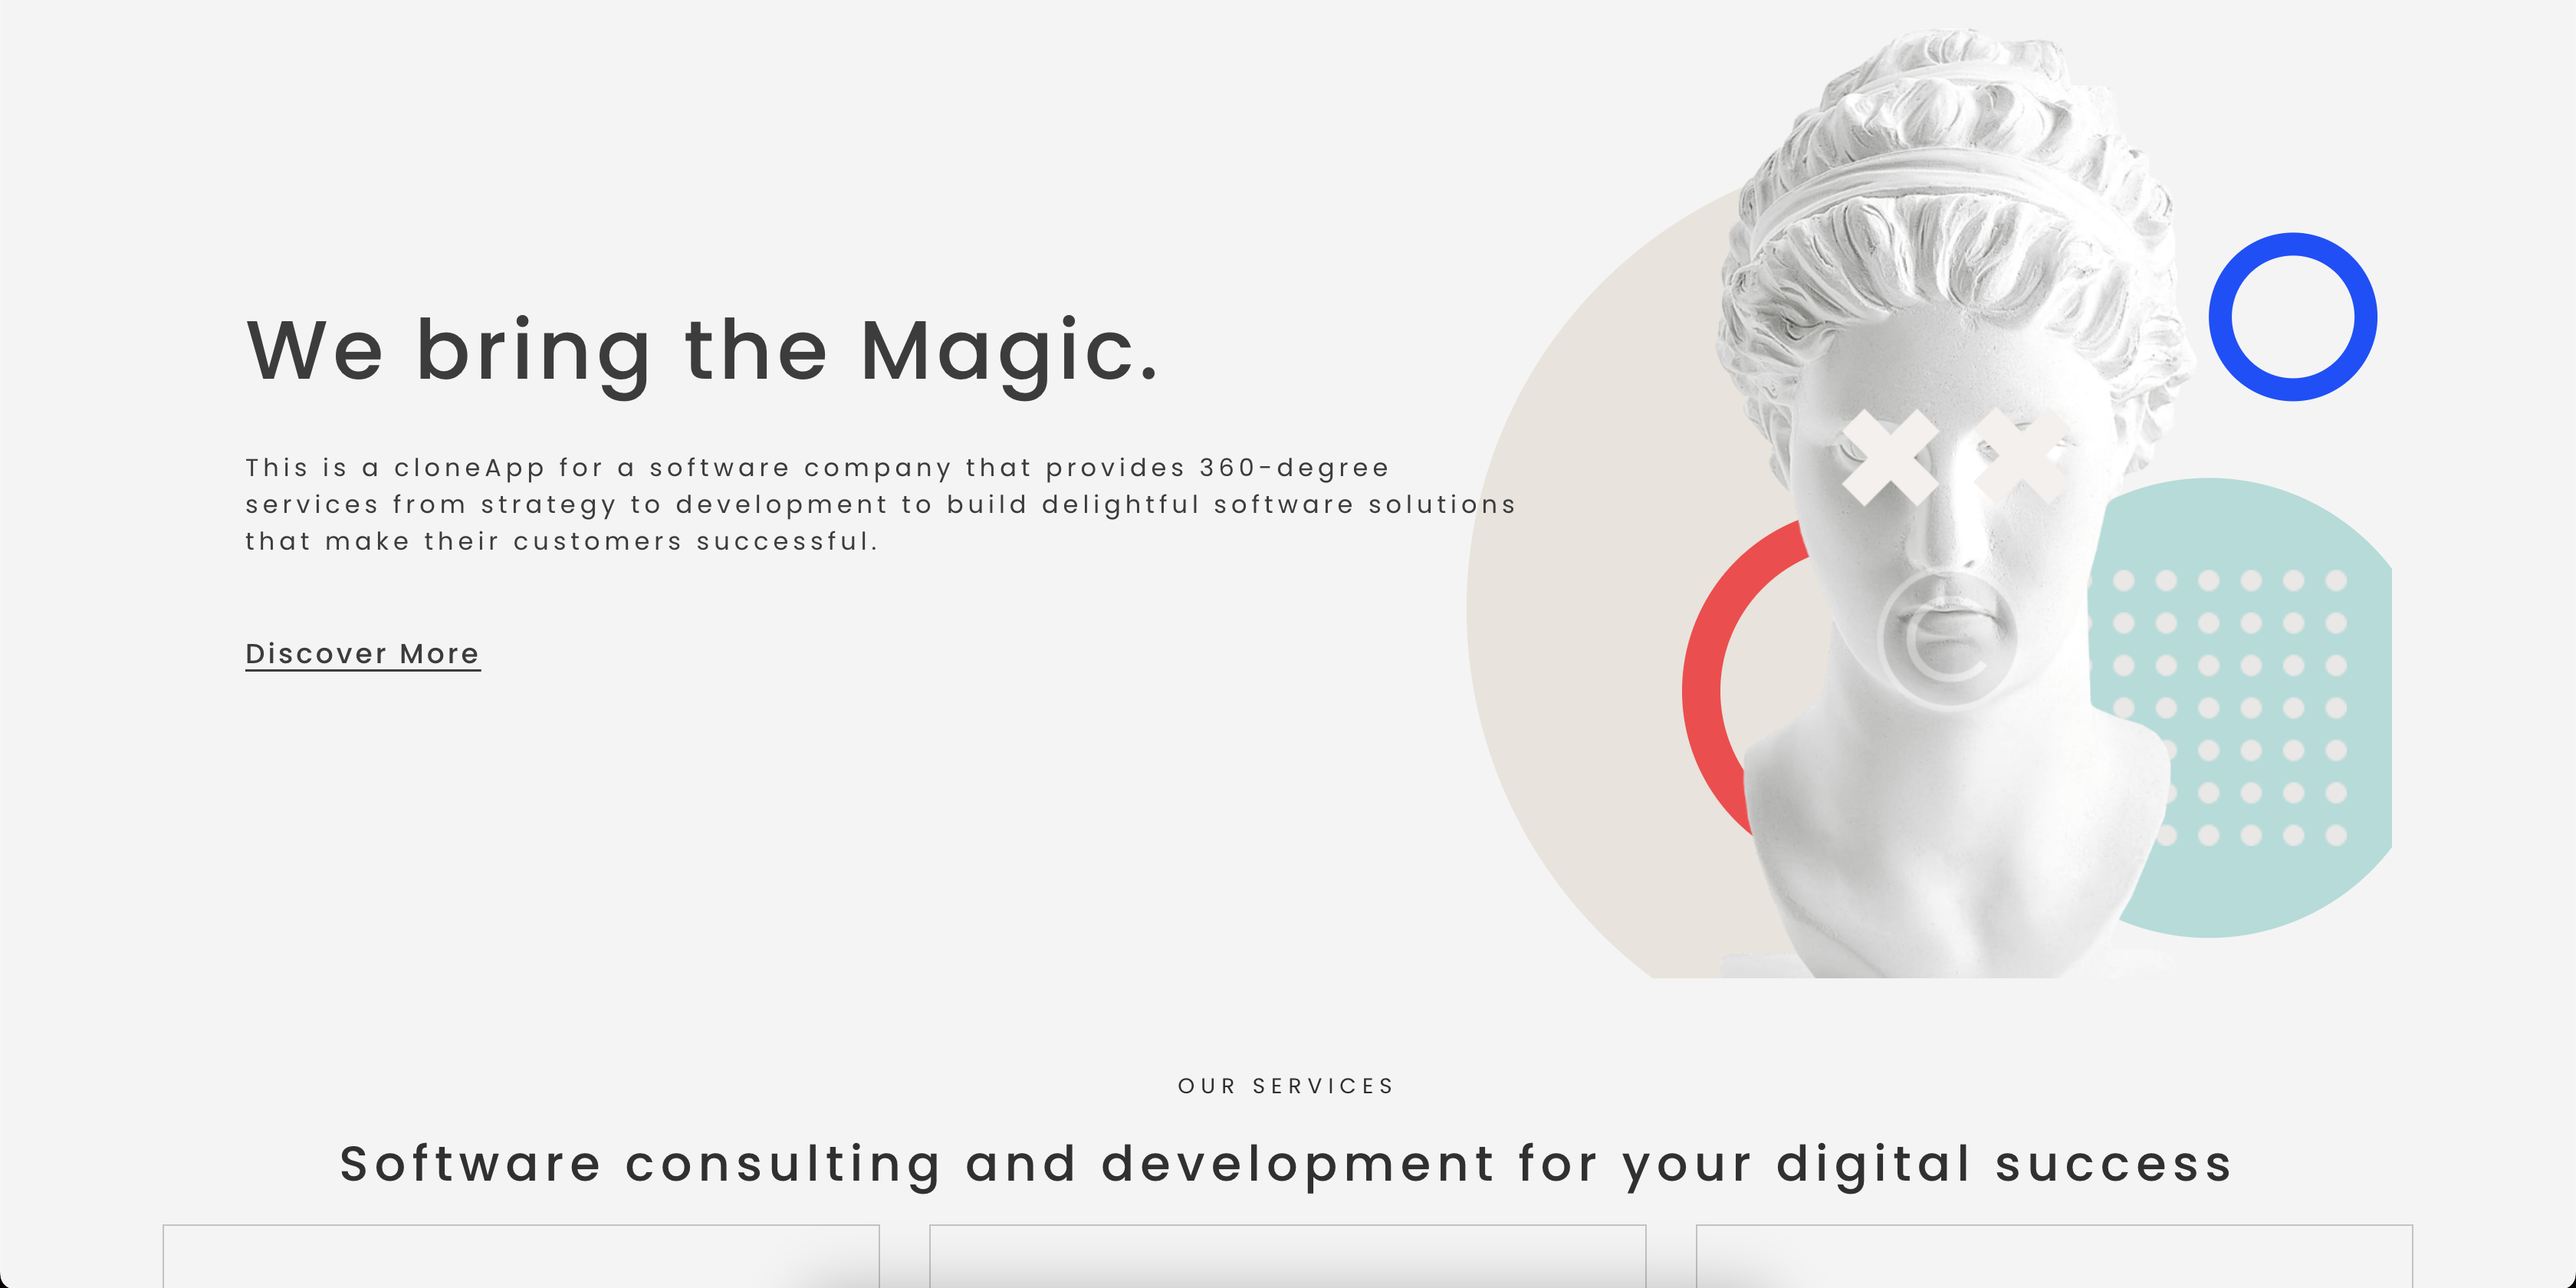 We bring the Magic.
This is a cloneApp for a software company that provides 360-degree
services from strategy to development to build delightful software solutions
that make their customers successful.
Discover More
OUR SERVICES
Software consulting and development for your digital success